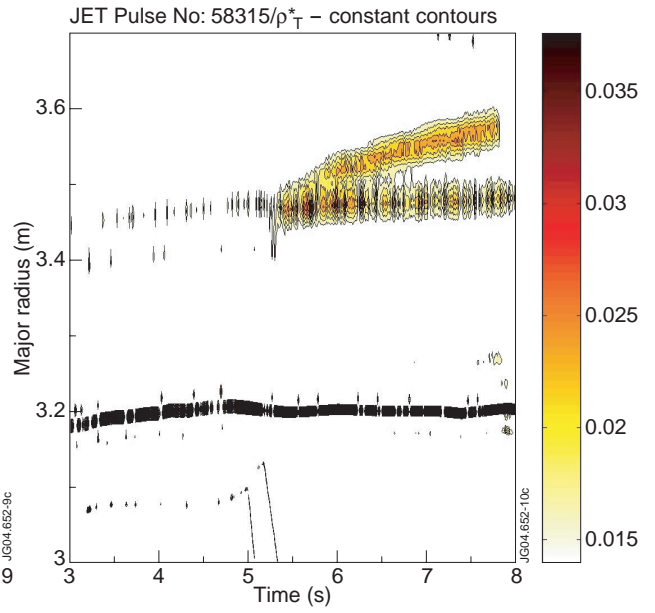 JET Pulse No: 58315/ρ*T – constant contours
Major radius (m)
3.6
3.4
3.2
3
3 4 5 6 7 8
Time (s)
0.035
0.03
0.025
0.02
0.015
JG04.652-10c
JG04.652-9c
9